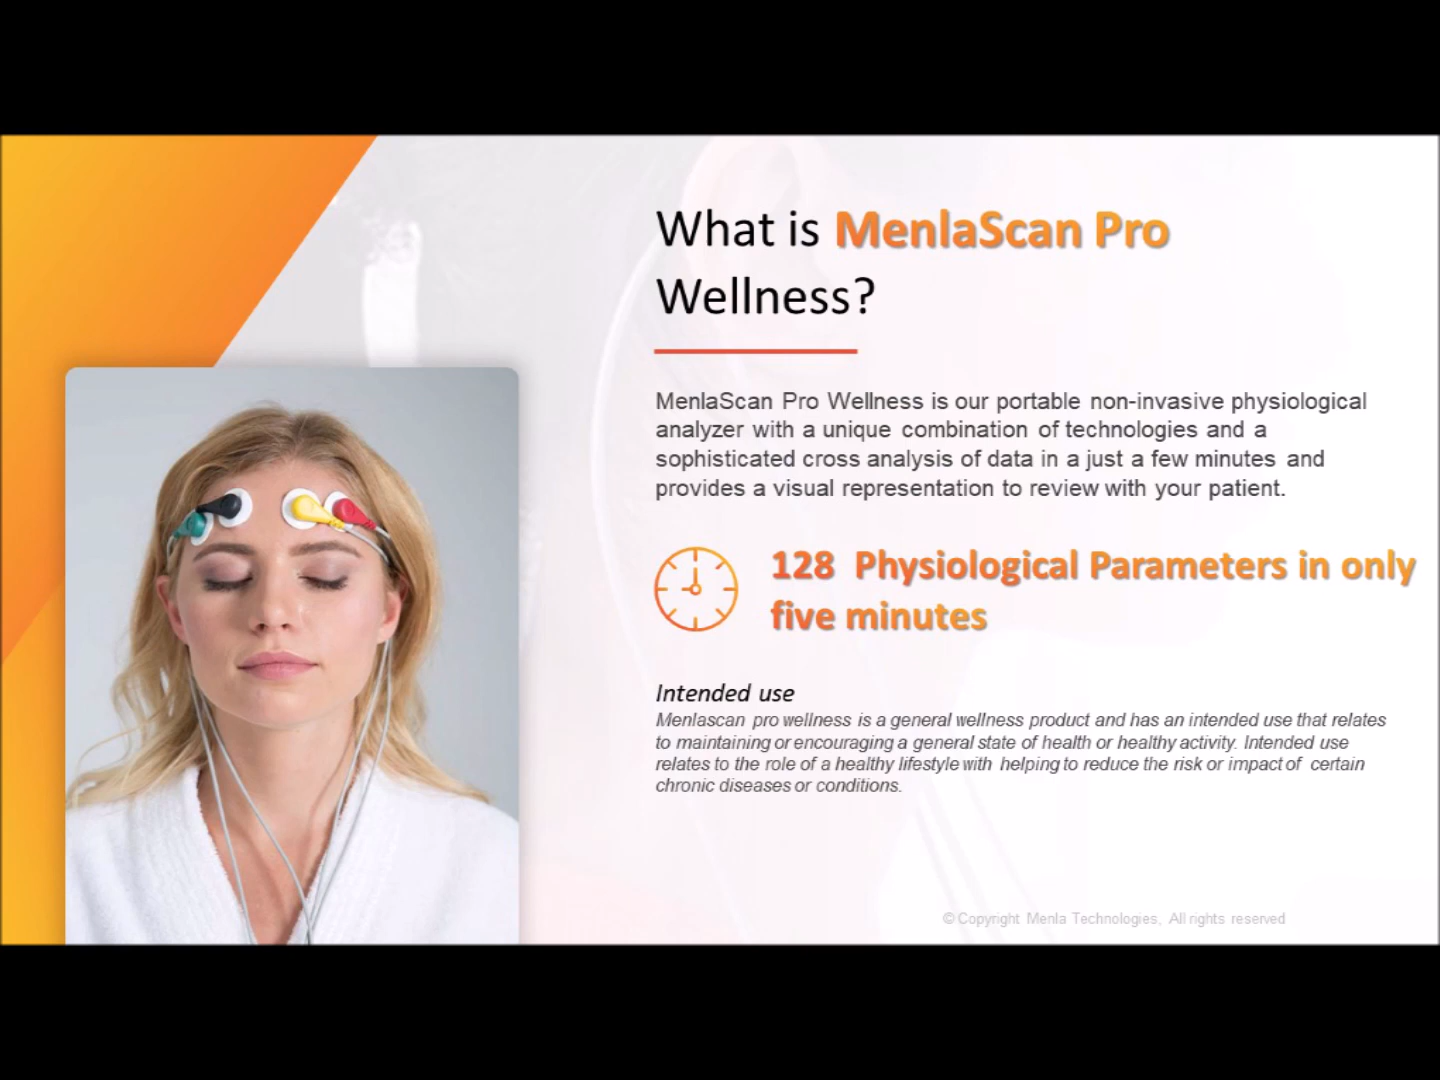 What is MenlaScan Pro
Wellness?
MenlaScan Pro Wellness is our portable non-invasive physiological
analyzer with a unique combination of technologies and a
sophisticated cross analysis of data in a just a few minutes and
provides a visual representation to review with your patient.
128 Physiological Parameters in only
five minutes
Intended use
Menlascan pro wellness is a general wellness product and has an intended use that relates
to maintaining or encouraging a general state of health or healthy activity. Intended use
relates to the role of a healthy lifestyle with helping to reduce the risk or impact of certain
chronic diseases or conditions.
© Copyright Menla Technologies, All rights reserved